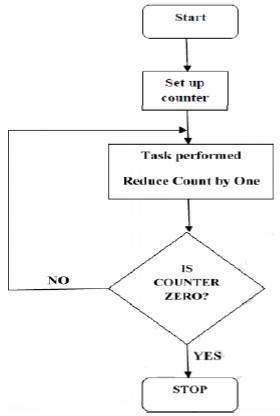 Start
Set up
counter
Task performed
Reduce Count by One
IS
COUNTER
ZERO?
NO
YES
STOP